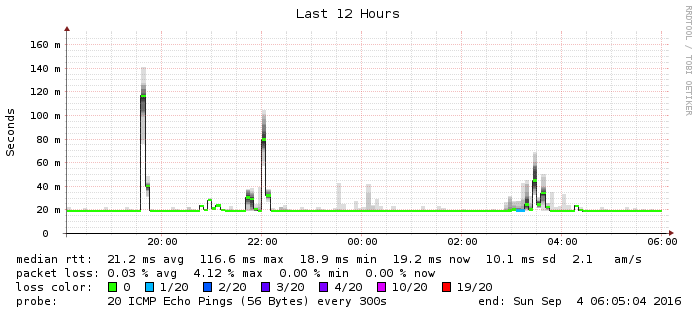 Last 12 Hours
RRDTOOL / TOBI OETIKER
Seconds
160 m
140 m
120 m
100 m
80 m
60 m
40 m
20 m
0
20:00 22:00 00:00 02:00 04:00 06:00
median rtt: 21.2 ms avg 116.6 ms max 18.9 ms min 19.2 ms now 10.1 ms sd 2.1 am/s
packet loss: 0.03 % avg 4.12 % max 0.00 % min 0.00 % now
loss color: 0 1/20 2/20 3/20 4/20 10/20 19/20
probe: 20 ICMP Echo Pings (56 Bytes) every 300s end: Sun Sep 4 06:05:04 2016